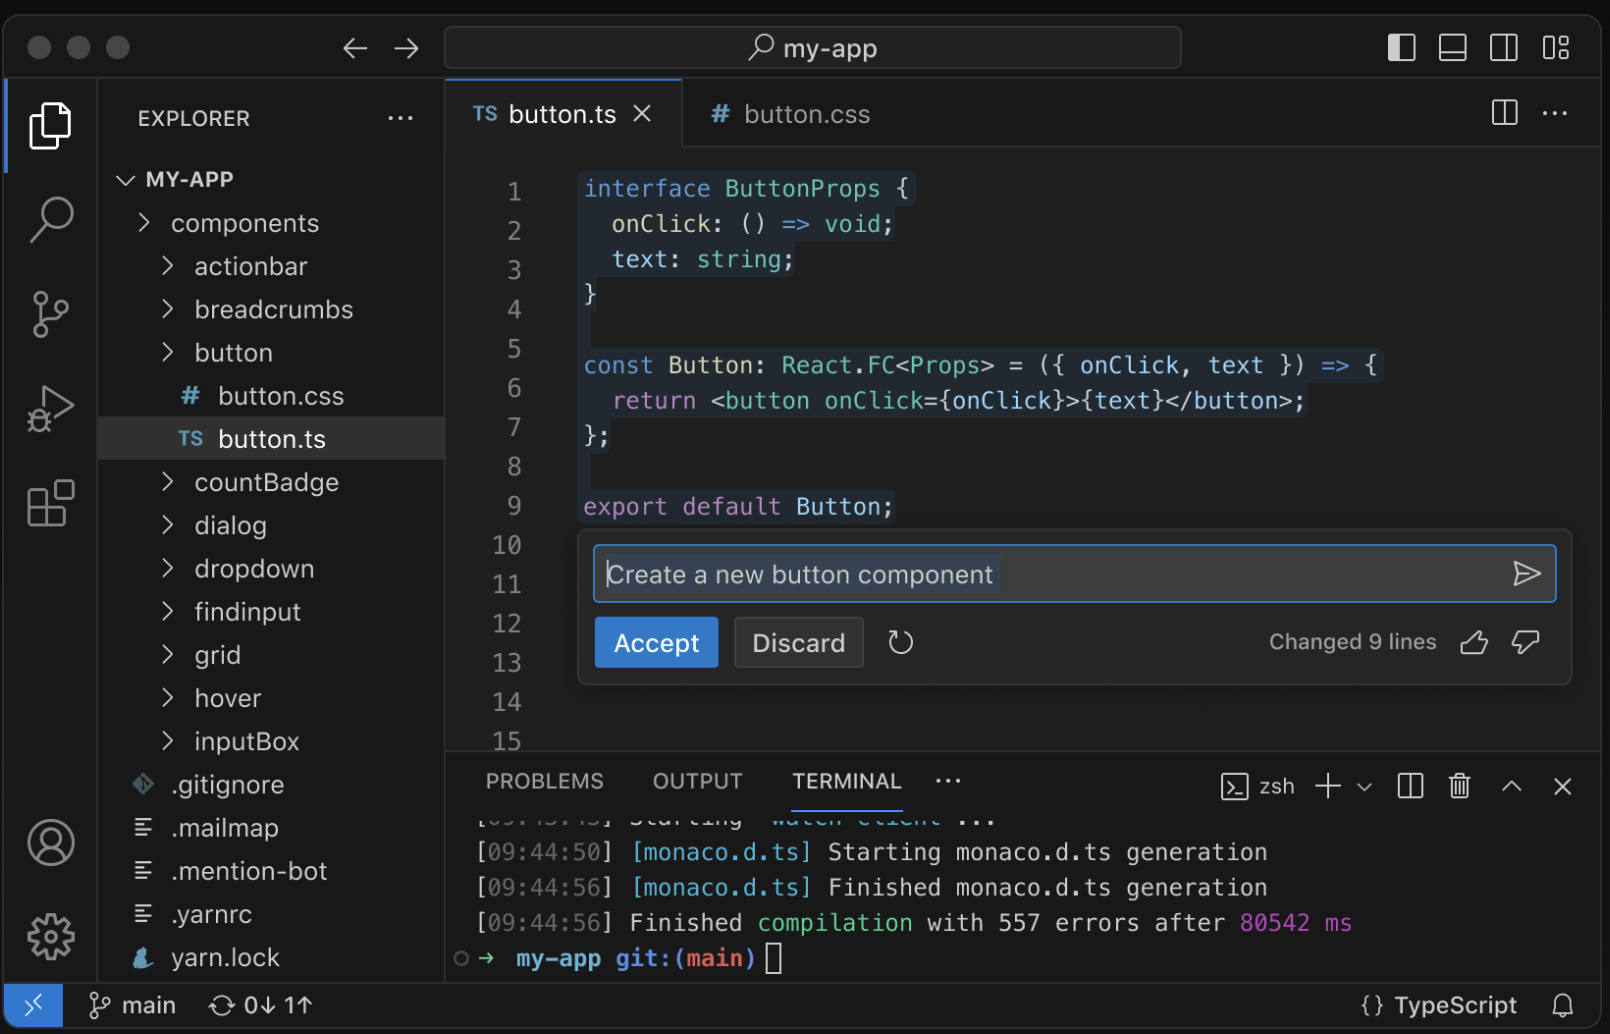 my-app
EXPLORER ...
MY-APP
components
actionbar
breadcrumbs
button
# button.css
TS button.ts
countBadge
dialog
dropdown
findinput
grid
hover
inputBox
.gitignore
.mailmap
.mention-bot
.yarnrc
yarn.lock
TS button.ts
# button.css
...
1 interface ButtonProps {
2 onClick: () => void;
3 text: string;
4 }
5
6 const Button: React.FC<Props> = ({ onClick, text }) => {
7 return <button onClick={onClick}>{text}</button>;
8 };
9
10 export default Button;
11
12
13
14
15
Create a new button component
Accept Discard Changed 9 lines
PROBLEMS OUTPUT TERMINAL ... zsh
Starting watch-client ...
[09:44:50] [monaco.d.ts] Starting monaco.d.ts generation
[09:44:56] [monaco.d.ts] Finished monaco.d.ts generation
[09:44:56] Finished compilation with 557 errors after 80542 ms
→ my-app git:(main)
main 0↓ 1↑ {} TypeScript